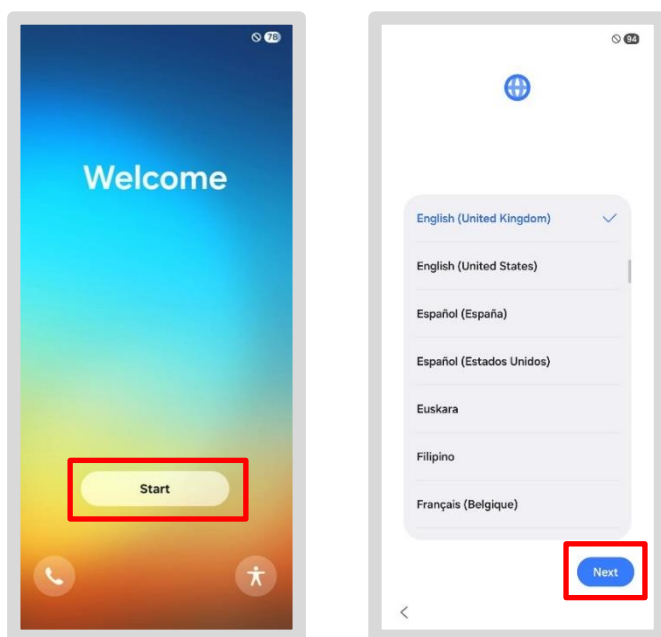 78
Welcome
Start
94
English (United Kingdom)
English (United States)
Español (España)
Español (Estados Unidos)
Euskara
Filipino
Français (Belgique)
Next